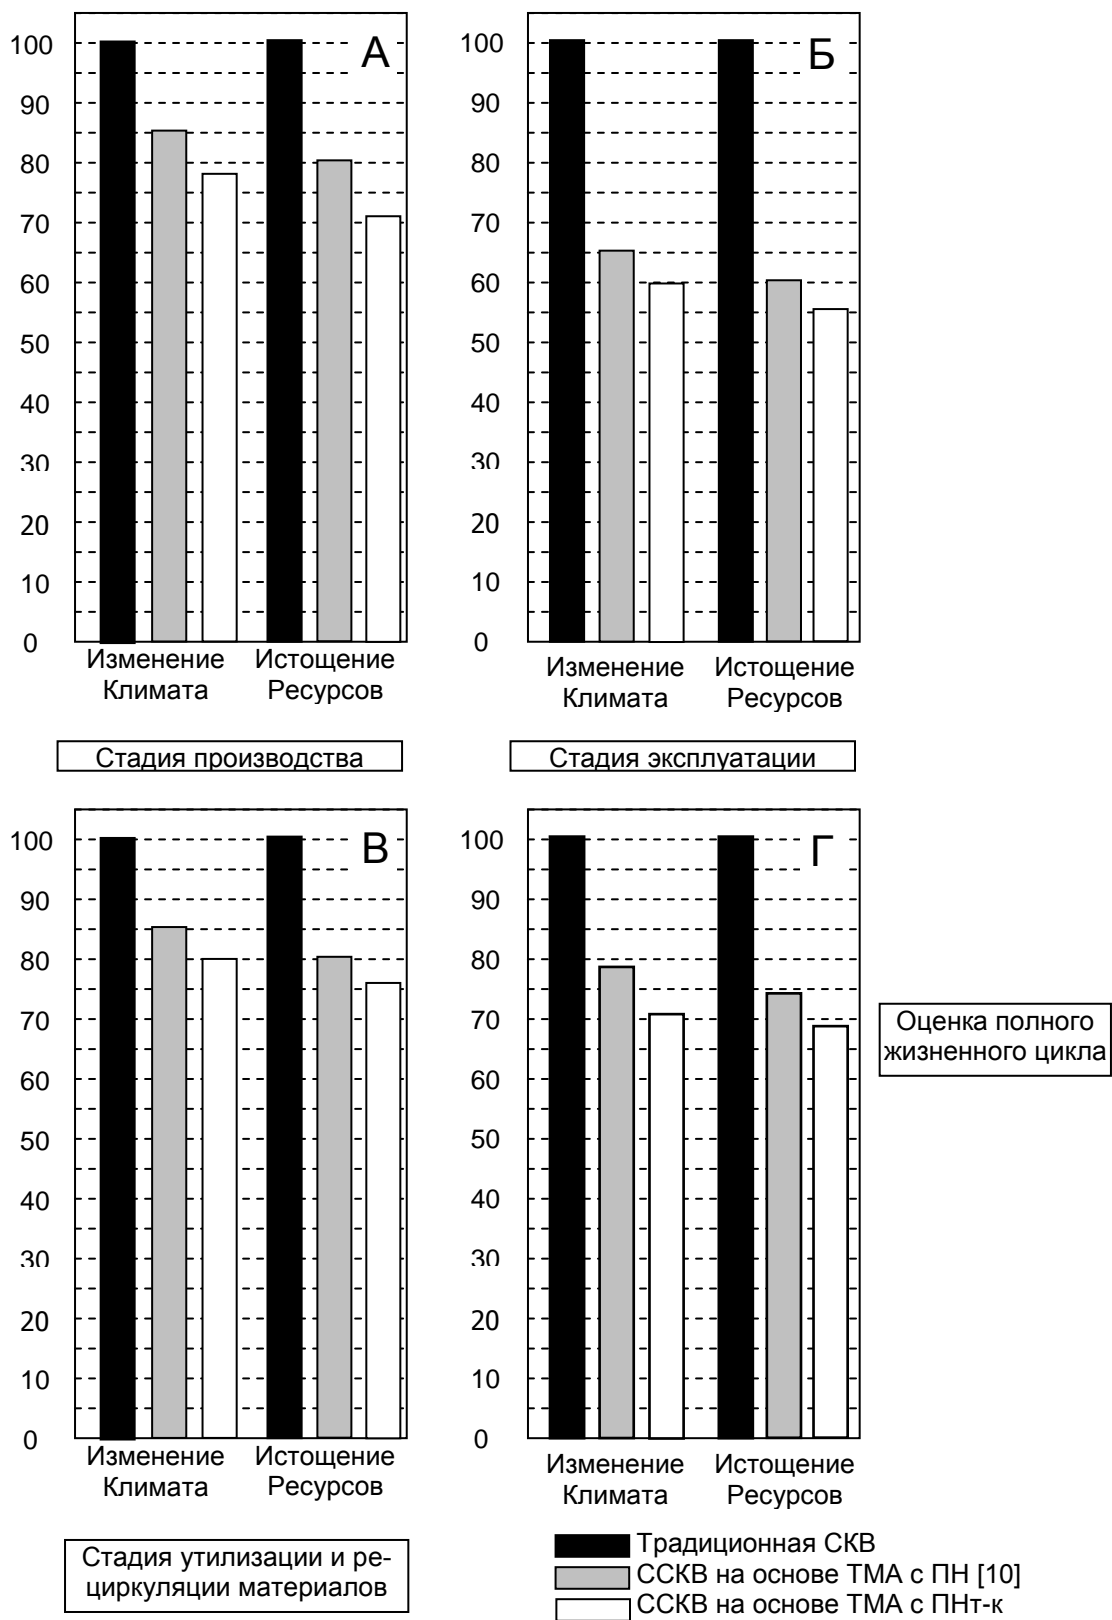 А
100
90
80
70
60
50
40
30
20
10
0
Изменение Климата
Истощение Ресурсов
Стадия производства
Б
100
90
80
70
60
50
40
30
20
10
0
Изменение Климата
Истощение Ресурсов
Стадия эксплуатации
В
100
90
80
70
60
50
40
30
20
10
0
Изменение Климата
Истощение Ресурсов
Стадия утилизации и ре-
циркуляции материалов
Г
100
90
80
70
60
50
40
30
20
10
0
Изменение Климата
Истощение Ресурсов
Оценка полного
жизненного цикла
Традиционная СКВ
ССКВ на основе ТМА с ПН [10]
ССКВ на основе ТМА с ПНт-к